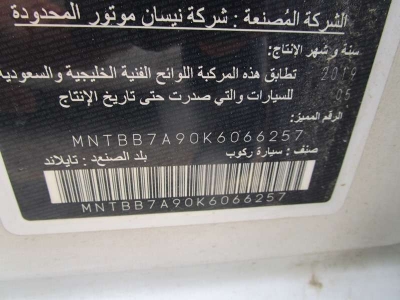 الشركة المُصنعة : شركة نيسان موتور المحدودة
سنة وشهر الإنتاج:
2019 تطابق هذه المركبة اللوائح الفنية الخليجية والسعودية
05 للسيارات والتي صدرت حتى تاريخ الإنتاج
الرقم المميز:
MNTBB7A90K6066257
صنف : سيارة ركوب بلد الصنع: تايلاند
MNTBB7A90K6066257